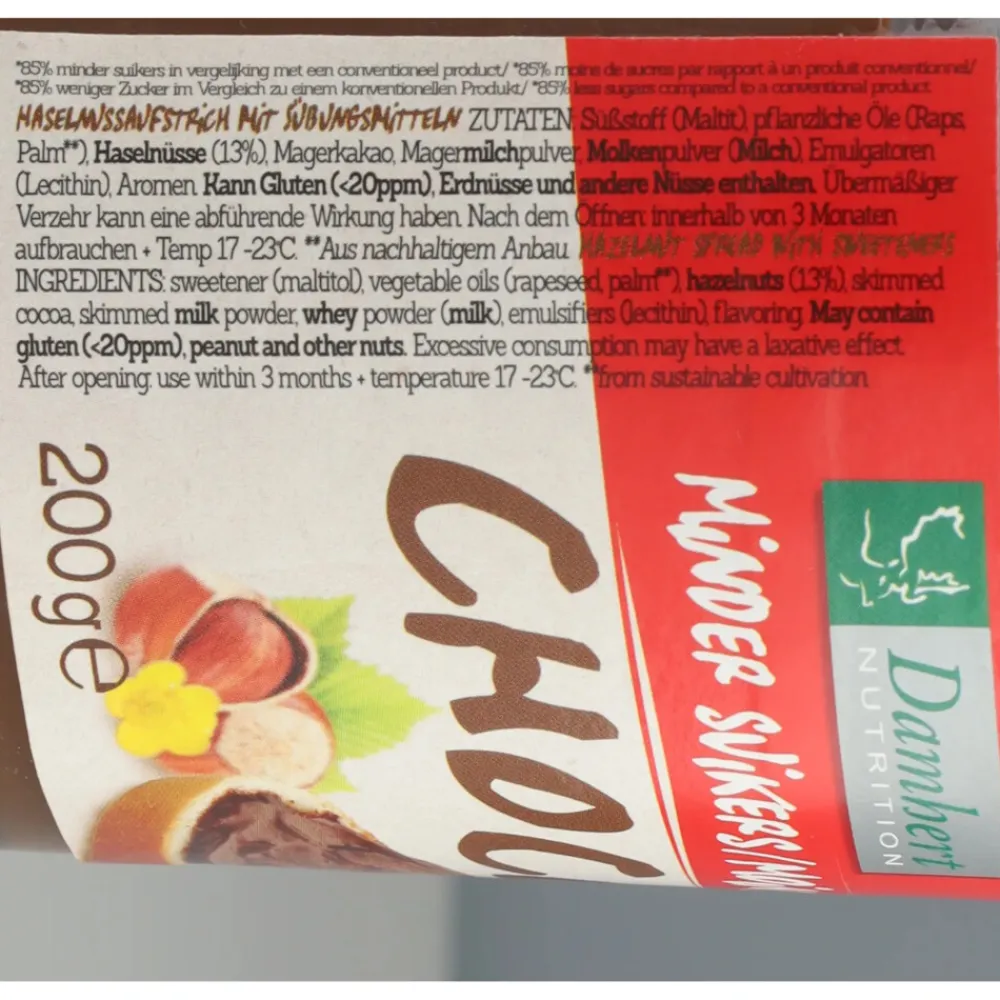 *85% minder suikers in vergelijking met een conventioneel product/ *85% moins de sucres par rapport à un produit conventionnel/
*85% weniger Zucker im Vergleich zu einem konventionellen Produkt/ *85% less sugars compared to a conventional product
HASELNUSSAUFSTRICH MIT SÜBUNGSMITTELN ZUTATEN: Süßstoff (Maltit), pflanzliche Öle (Raps,
Palm**), Haselnüsse (13%), Magerkakao, Magermilchpulver, Molkenpulver (Milch), Emulgatoren
(Lecithin), Aromen. Kann Gluten (<20ppm), Erdnüsse und andere Nüsse enthalten. Übermäßiger
Verzehr kann eine abführende Wirkung haben. Nach dem Öffnen: innerhalb von 3 Monaten
aufbrauchen + Temp 17 -23°C. **Aus nachhaltigem Anbau. HAZELNUT SPREAD WITH SWEETENERS
INGREDIENTS: sweetener (maltitol), vegetable oils (rapeseed, palm**), hazelnuts (13%), skimmed
cocoa, skimmed milk powder, whey powder (milk), emulsifiers (lecithin), flavoring. May contain
gluten (<20ppm), peanut and other nuts. Excessive consumption may have a laxative effect.
After opening: use within 3 months + temperature 17 -23°C. **from sustainable cultivation.
Damhert
NUTRITION
MINDER SUIKERS/
CHOC
200g e